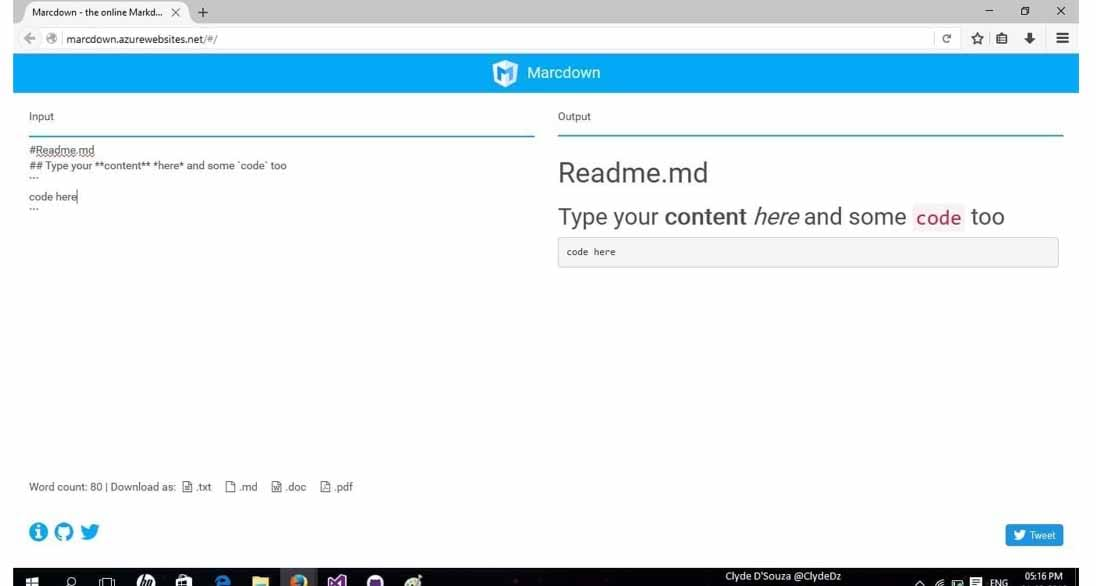 Marcdown - the online Markd...
marcdown.azurewebsites.net/#/
Marcdown
Input
Output
#Readme.md
## Type your **content** *here* and some `code` too
```
code here
```
Readme.md
Type your content here and some code too
code here
Word count: 80 | Download as: .txt .md .doc .pdf
Tweet
Clyde D'Souza @ClydeDz
ENG
05:16 PM